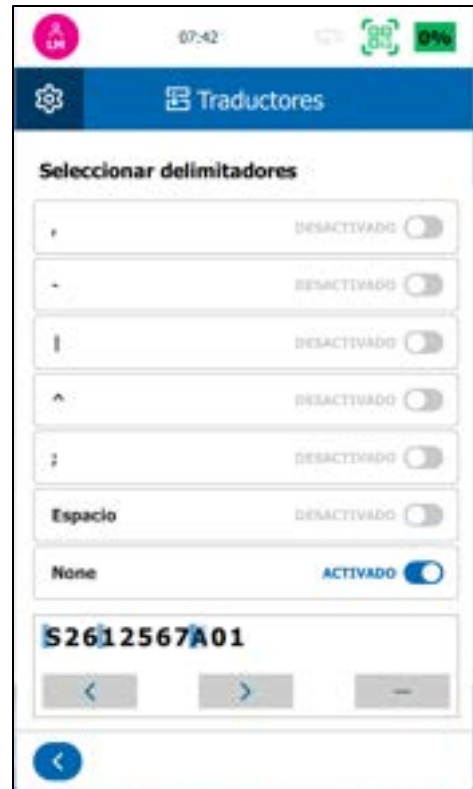 LM
07:42
0%
Traductores
Seleccionar delimitadores
, DESACTIVADO
- DESACTIVADO
| DESACTIVADO
^ DESACTIVADO
; DESACTIVADO
Espacio DESACTIVADO
None ACTIVADO
S2612567A01